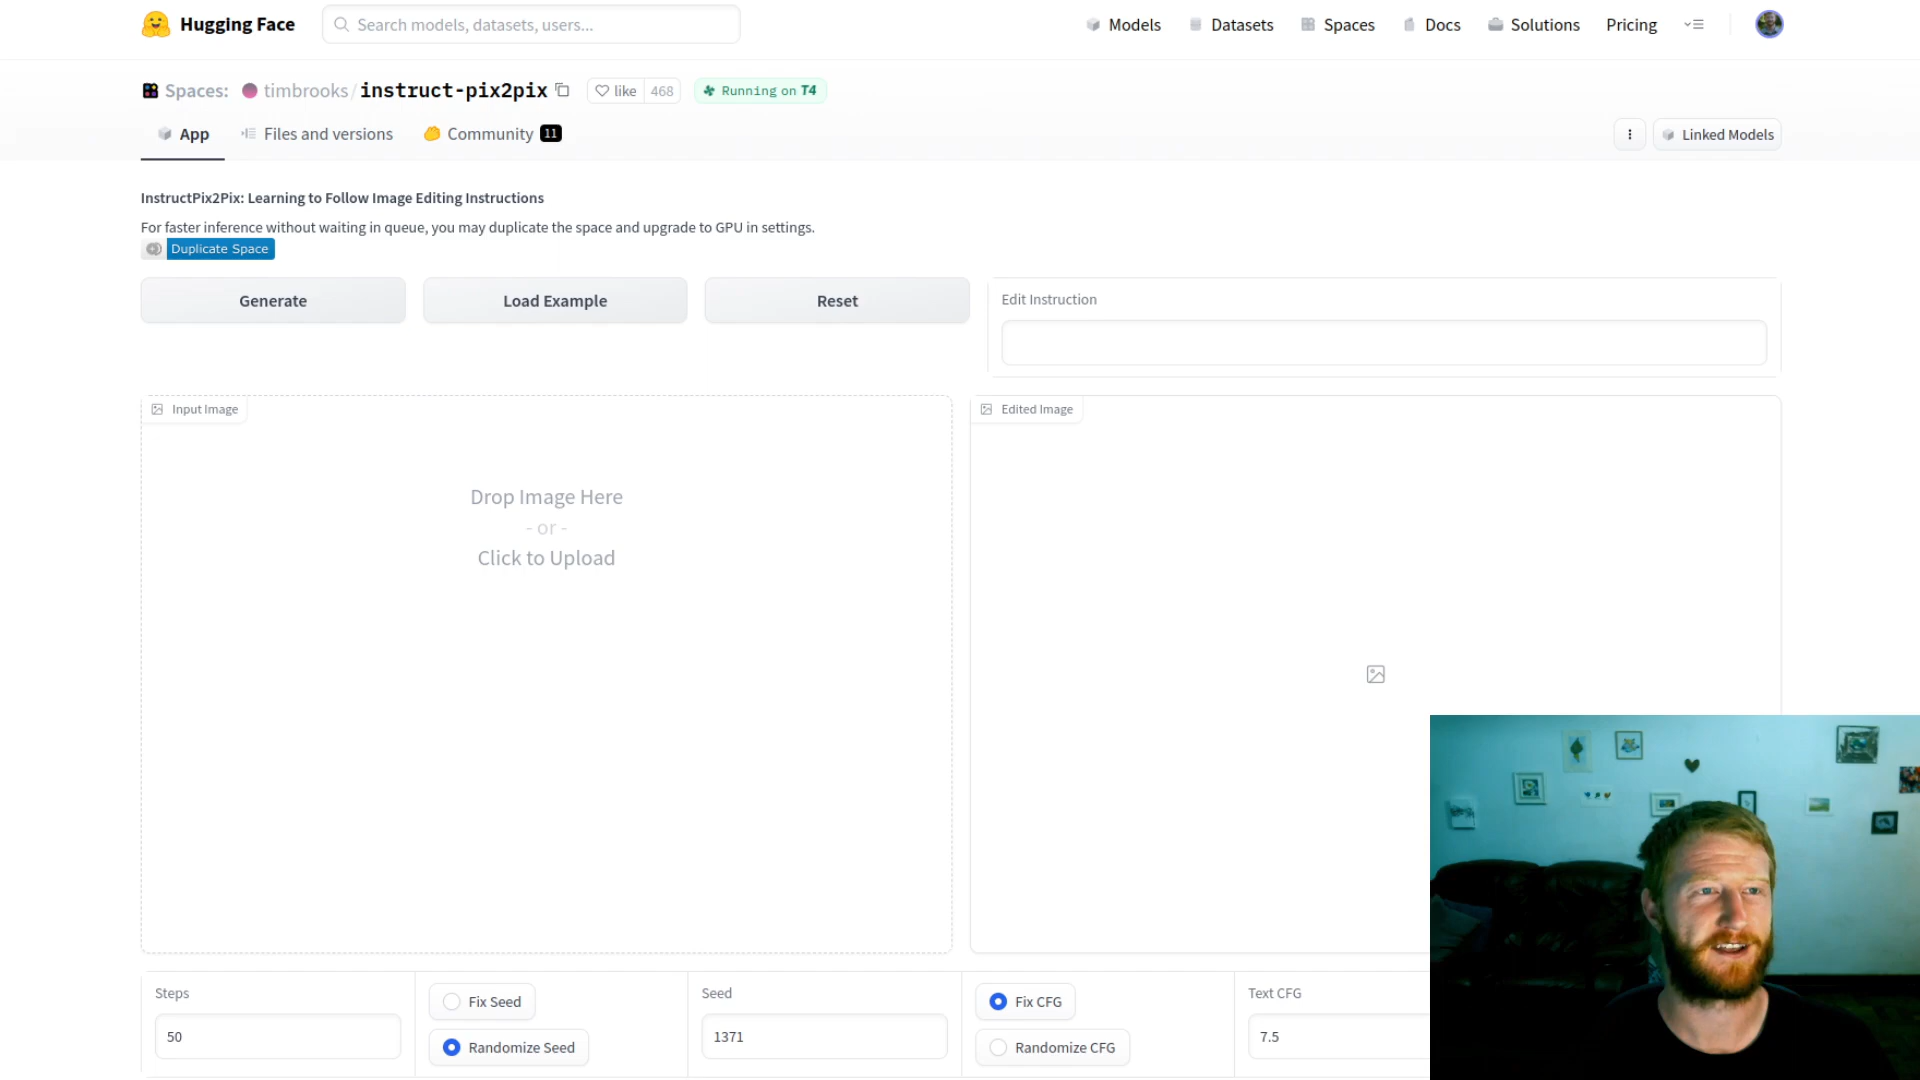 Hugging Face
Search models, datasets, users...
Models
Datasets
Spaces
Docs
Solutions
Pricing
Spaces:
timbrooks/instruct-pix2pix
like
468
Running on T4
App
Files and versions
Community
11
Linked Models
InstructPix2Pix: Learning to Follow Image Editing Instructions
For faster inference without waiting in queue, you may duplicate the space and upgrade to GPU in settings.
Duplicate Space
Generate
Load Example
Reset
Edit Instruction
Input Image
Drop Image Here
- or -
Click to Upload
Edited Image
Steps
50
Fix Seed
Randomize Seed
Seed
1371
Fix CFG
Randomize CFG
Text CFG
7.5